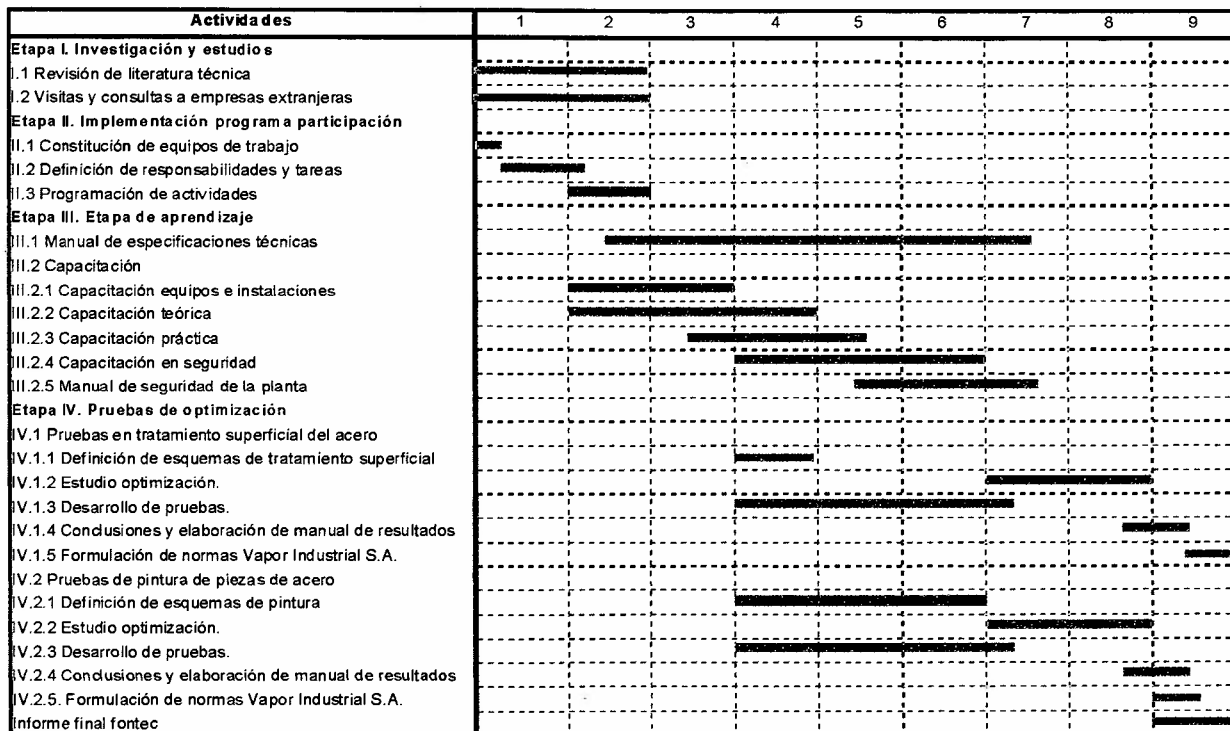 Actividades 1 2 3 4 5 6 7 8 9
Etapa I. Investigación y estudios
I.1 Revisión de literatura técnica
I.2 Visitas y consultas a empresas extranjeras
Etapa II. Implementación programa participación
II.1 Constitución de equipos de trabajo
II.2 Definición de responsabilidades y tareas
II.3 Programación de actividades
Etapa III. Etapa de aprendizaje
III.1 Manual de especificaciones técnicas
III.2 Capacitación
III.2.1 Capacitación equipos e instalaciones
III.2.2 Capacitación teórica
III.2.3 Capacitación práctica
III.2.4 Capacitación en seguridad
III.2.5 Manual de seguridad de la planta
Etapa IV. Pruebas de optimización
IV.1 Pruebas en tratamiento superficial del acero
IV.1.1 Definición de esquemas de tratamiento superficial
IV.1.2 Estudio optimización.
IV.1.3 Desarrollo de pruebas.
IV.1.4 Conclusiones y elaboración de manual de resultados
IV.1.5 Formulación de normas Vapor Industrial S.A.
IV.2 Pruebas de pintura de piezas de acero
IV.2.1 Definición de esquemas de pintura
IV.2.2 Estudio optimización.
IV.2.3 Desarrollo de pruebas.
IV.2.4 Conclusiones y elaboración de manual de resultados
IV.2.5. Formulación de normas Vapor Industrial S.A.
Informe final fontec